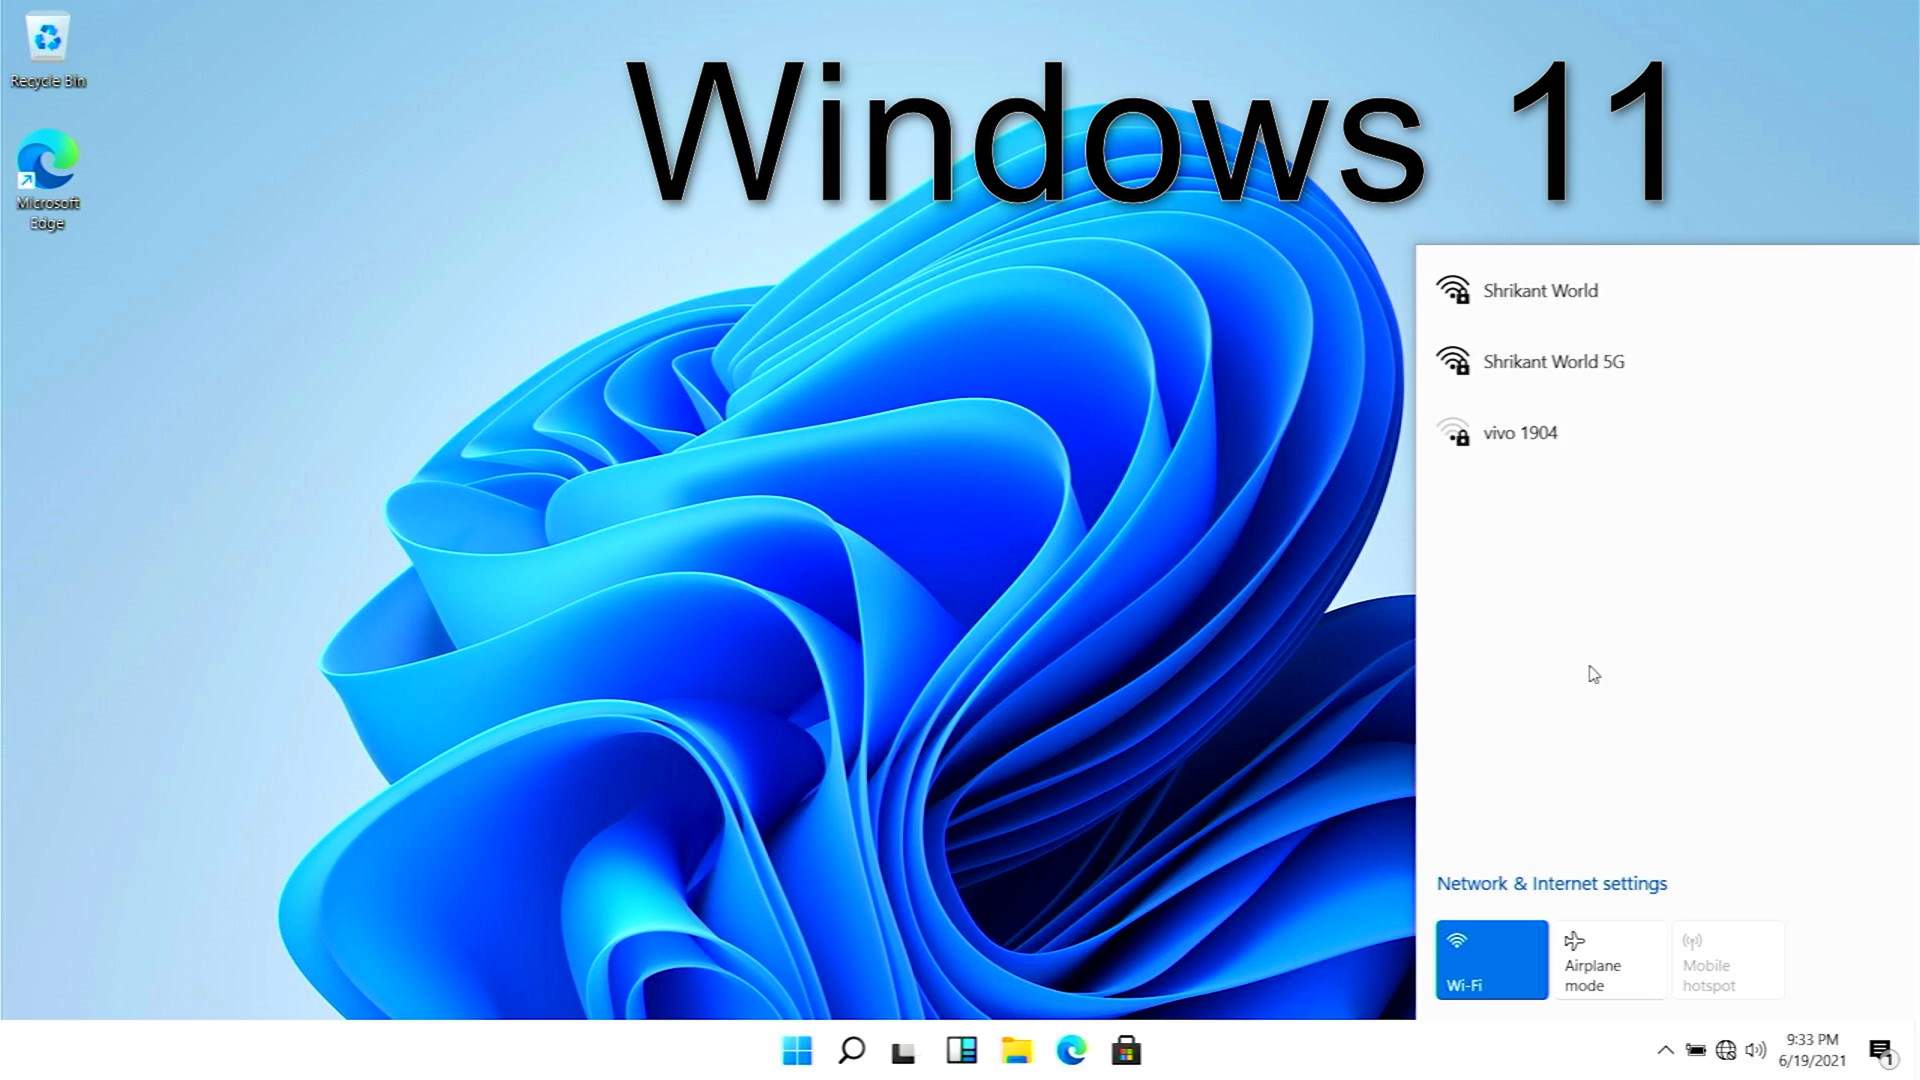 Recycle Bin
Microsoft
Edge
Windows 11
Shrikant World
Shrikant World 5G
vivo 1904
Network & Internet settings
Wi-Fi
Airplane
mode
Mobile
hotspot
9:33 PM
6/19/2021
1